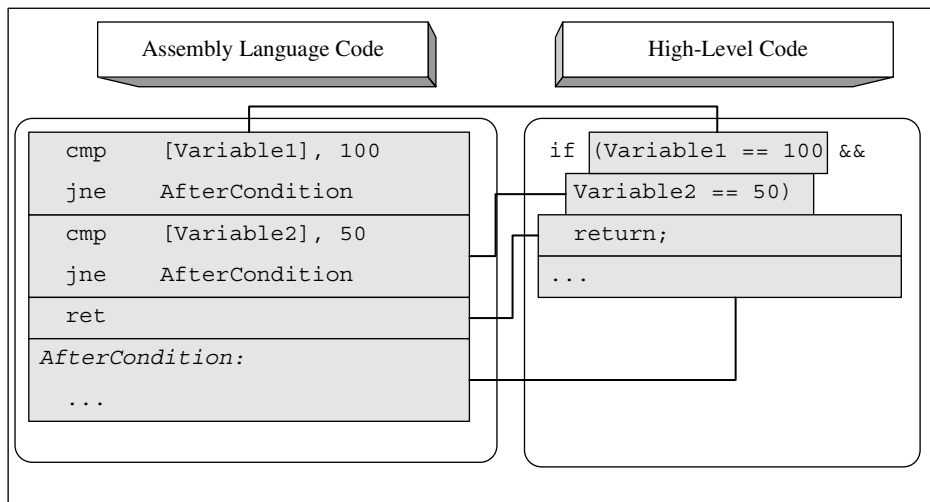 Assembly Language Code
High-Level Code
cmp [Variable1], 100
jne AfterCondition
cmp [Variable2], 50
jne AfterCondition
ret
AfterCondition:
...
if (Variable1 == 100 &&
Variable2 == 50)
return;
...